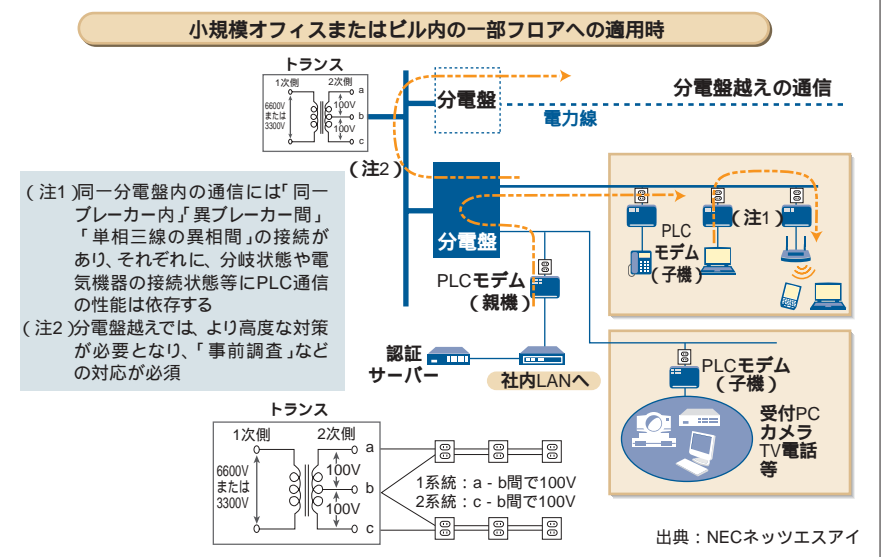 小規模オフィスまたはビル内の一部フロアへの適用時
トランス
1次側 2次側
6600V
または
3300V
100V
100V
a
b
c
分電盤
分電盤越えの通信
電力線
（注2）
分電盤
（注1）同一分電盤内の通信には「同一
ブレーカー内」「異ブレーカー間」
「単相三線の異相間」の接続が
あり、それぞれに、分岐状態や電
気機器の接続状態等にPLC通信
の性能は依存する
（注2）分電盤越えでは、より高度な対策
が必要となり、「事前調査」など
の対応が必須
PLCモデム
（親機）
認証
サーバー
社内LANへ
PLC
モデム
（子機）
（注1）
PLCモデム
（子機）
受付PC
カメラ
TV電話
等
トランス
1次側 2次側
6600V
または
3300V
100V
100V
a
b
c
1系統：a - b間で100V
2系統：c - b間で100V
出典：NECネッツエスアイ